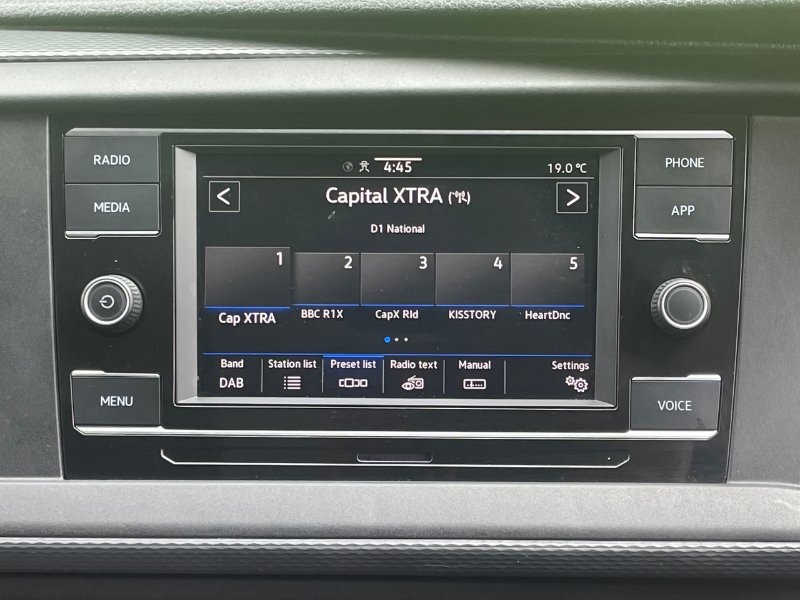 RADIO
MEDIA
MENU
4:45
19.0 °C
<
Capital XTRA
>
D1 National
1
2
3
4
5
Cap XTRA
BBC R1X
CapX Rld
KISSTORY
HeartDnc
Band
Station list
Preset list
Radio text
Manual
Settings
DAB
PHONE
APP
VOICE